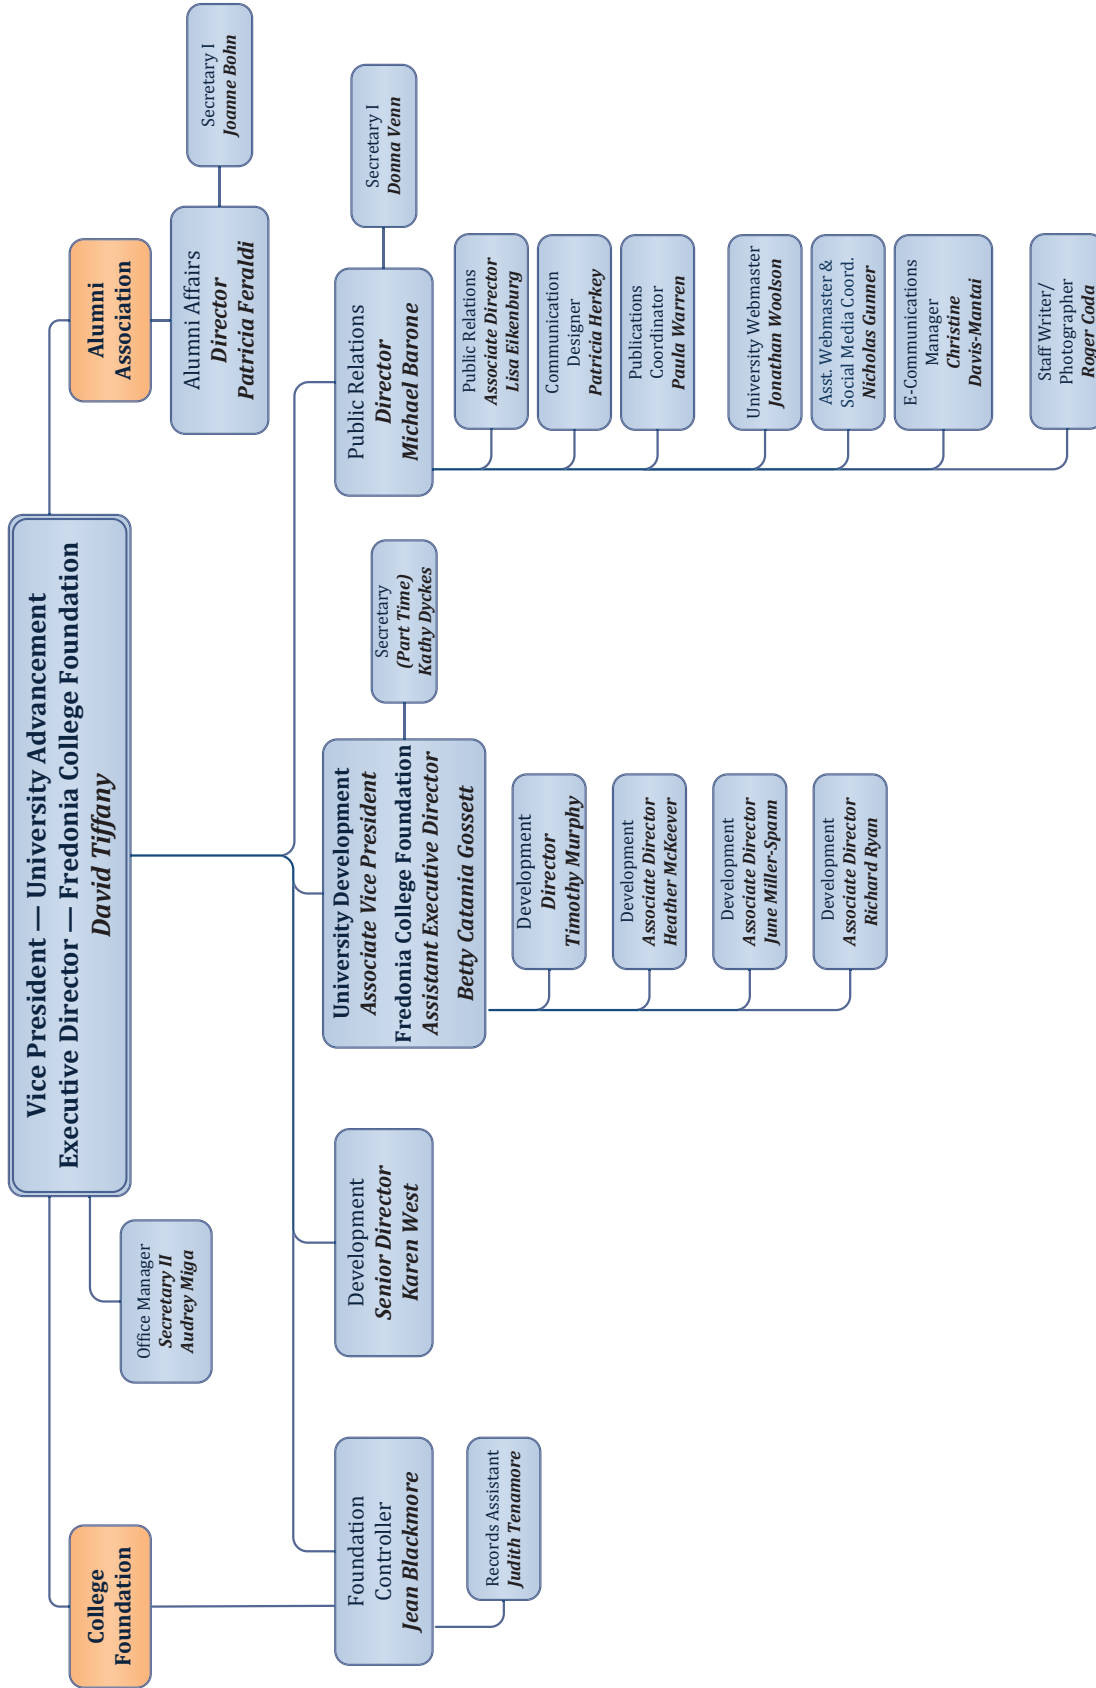 Vice President — University Advancement
Executive Director — Fredonia College Foundation
David Tiffany
College
Foundation
Alumni
Association
Office Manager
Secretary II
Audrey Miga
Alumni Affairs
Director
Patricia Feraldi
Secretary I
Joanne Bohn
Foundation
Controller
Jean Blackmore
Records Assistant
Judith Tenamore
Development
Senior Director
Karen West
University Development
Associate Vice President
Fredonia College Foundation
Assistant Executive Director
Betty Catania Gossett
Secretary
(Part Time)
Kathy Dyckes
Development
Director
Timothy Murphy
Development
Associate Director
Heather McKeever
Development
Associate Director
June Miller-Spann
Development
Associate Director
Richard Ryan
Public Relations
Director
Michael Barone
Secretary I
Donna Venn
Public Relations
Associate Director
Lisa Eikenburg
Communication
Designer
Patricia Herkey
Publications
Coordinator
Paula Warren
University Webmaster
Jonathan Woolson
Asst. Webmaster &
Social Media Coord.
Nicholas Gunner
E-Communications
Manager
Christine
Davis-Mantai
Staff Writer/
Photographer
Roger Coda